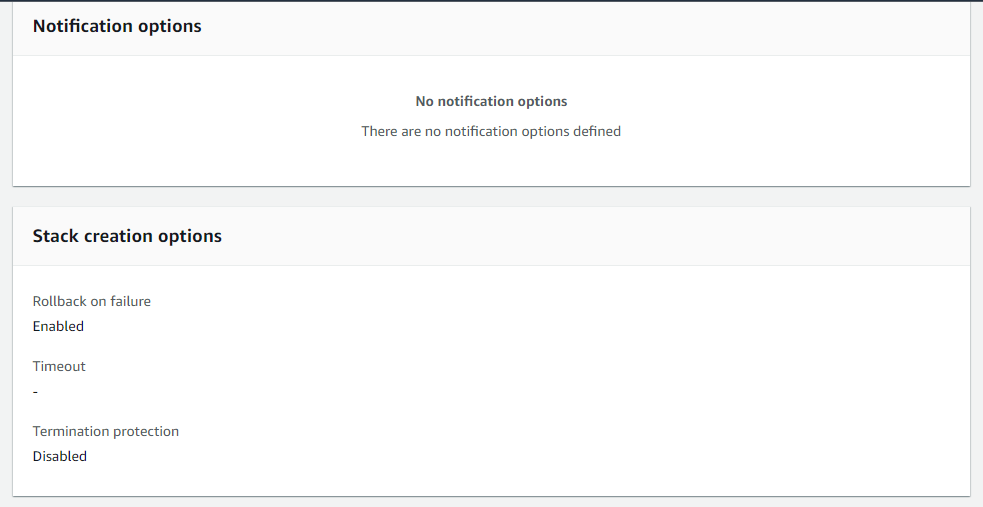 Notification options
No notification options
There are no notification options defined
Stack creation options
Rollback on failure
Enabled
Timeout
-
Termination protection
Disabled